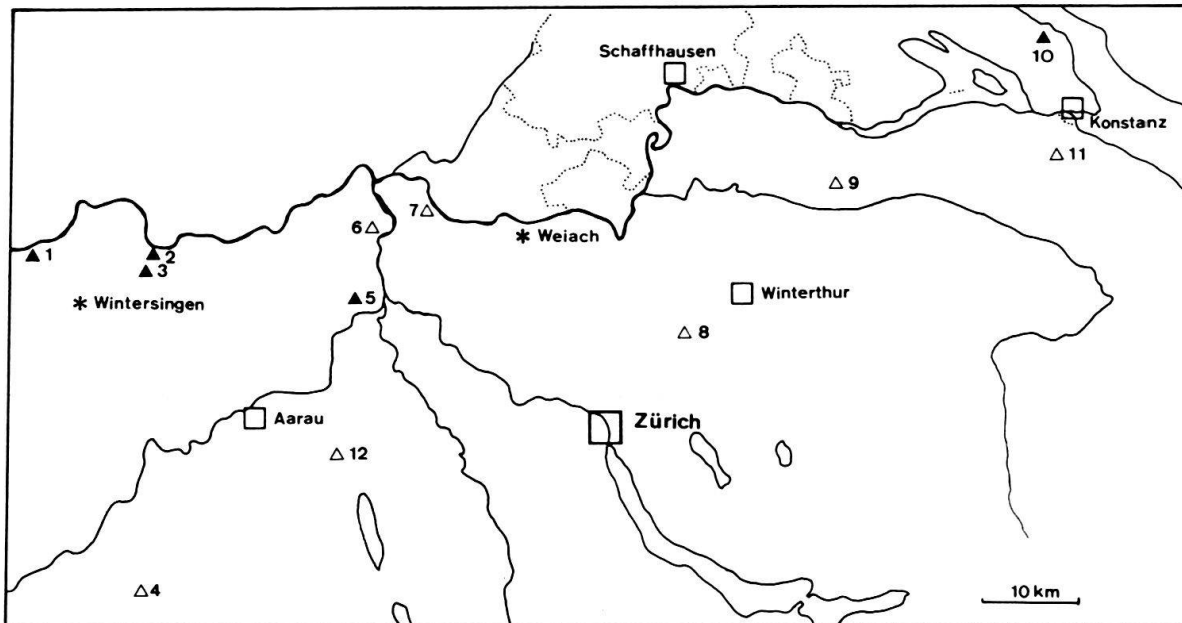 Schaffhausen
10
Konstanz
11
9
7
6
* Weiach
1
2
3
* Wintersingen
5
Winterthur
8
Aarau
Zürich
12
4
10 km